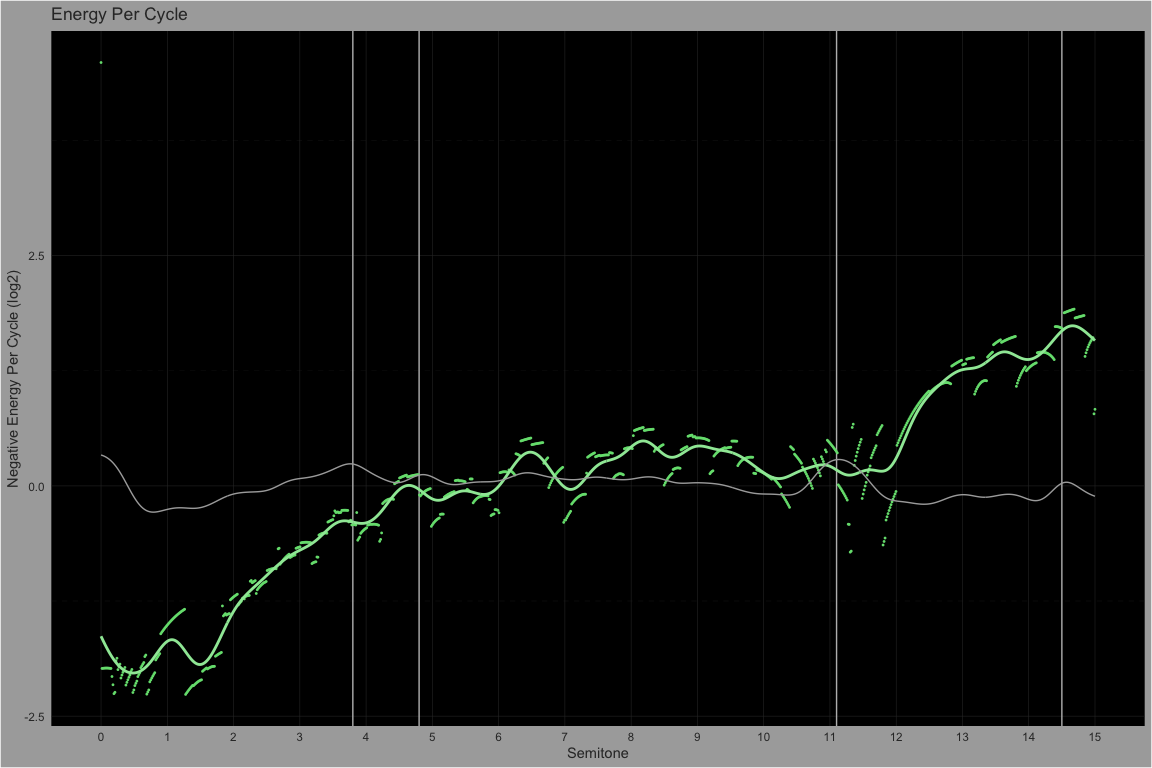 Energy Per Cycle
Negative Energy Per Cycle (log2)
2.5
0.0
-2.5
0 1 2 3 4 5 6 7 8 9 10 11 12 13 14 15
Semitone